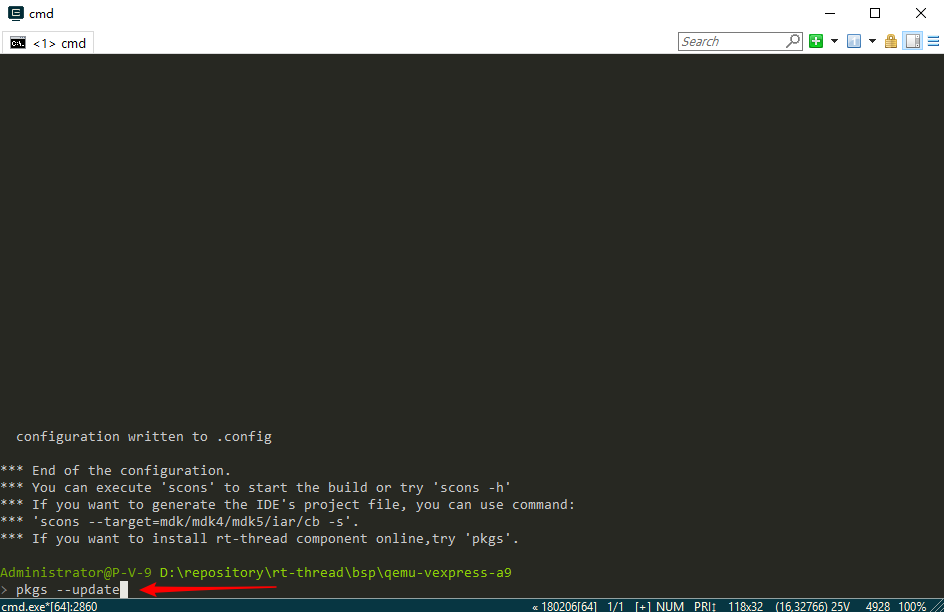 cmd
<1> cmd
Search
configuration written to .config
*** End of the configuration.
*** You can execute 'scons' to start the build or try 'scons -h'
*** If you want to generate the IDE's project file, you can use command:
*** 'scons --target=mdk/mdk4/mdk5/iar/cb -s'.
*** If you want to install rt-thread component online,try 'pkgs'.
Administrator@P-V-9 D:\repository\rt-thread\bsp\qemu-vexpress-a9
> pkgs --update
cmd.exe*[64]:2860 « 180206[64] 1/1 [+] NUM PRI↕ 118x32 (16,32766) 25V 4928 100%